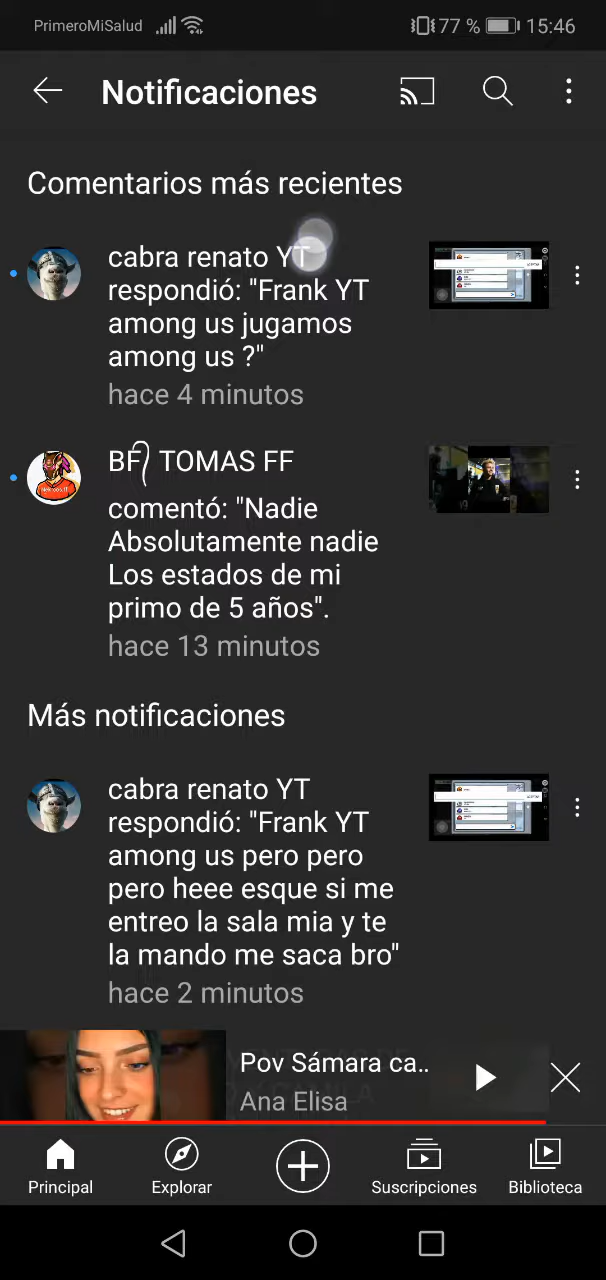 PrimeroMiSalud 77 % 15:46
Notificaciones
Comentarios más recientes
cabra renato YT
respondió: "Frank YT
among us jugamos
among us ?"
hace 4 minutos
BF TOMAS FF
comentó: "Nadie
Absolutamente nadie
Los estados de mi
primo de 5 años".
hace 13 minutos
Más notificaciones
cabra renato YT
respondió: "Frank YT
among us pero pero
pero heee esque si me
entreo la sala mia y te
la mando me saca bro"
hace 2 minutos
Pov Sámara ca..
Ana Elisa
Principal Explorar Suscripciones Biblioteca